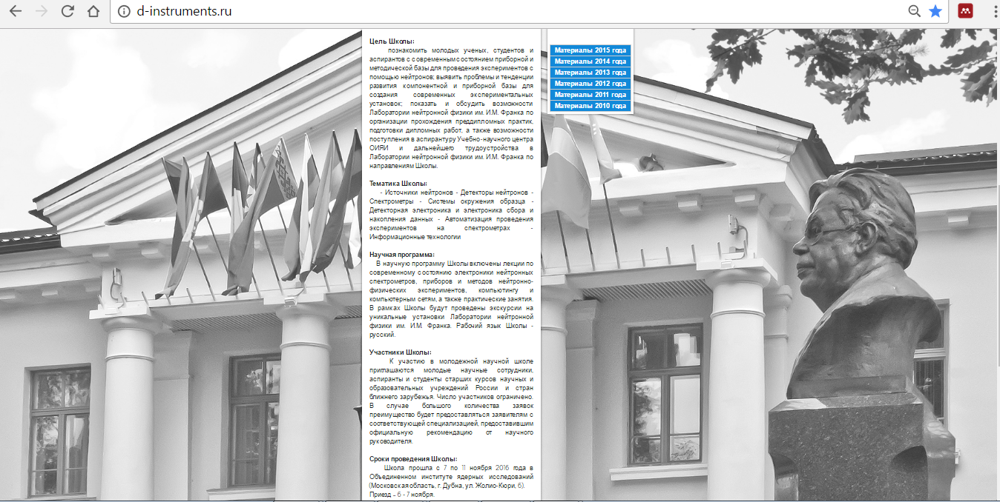 d-instruments.ru
Цель Школы:
познакомить молодых ученых, студентов и
аспирантов с современным состоянием приборной и
методической базы для проведения экспериментов с
помощью нейтронов; выявить проблемы и тенденции
развития компонентной и приборной базы для
создания современных экспериментальных
установок; показать и обсудить возможности
Лаборатории нейтронной физики им. И.М. Франка по
организации прохождения преддипломных практик,
подготовки дипломных работ, а также возможности
поступления в аспирантуру Учебно-научного центра
ОИЯИ и дальнейшего трудоустройства в
Лаборатории нейтронной физики им. И.М. Франка по
направлениям Школы.
Тематика Школы:
- Источники нейтронов - Детекторы нейтронов -
Спектрометры - Системы окружения образца -
Детекторная электроника и электроника сбора и
накопления данных - Автоматизация проведения
экспериментов на спектрометрах -
Информационные технологии
Научная программа:
В научную программу Школы включены лекции по
современному состоянию электроники нейтронных
спектрометров, приборов и методов нейтронно-
физических экспериментов, компьютингу и
компьютерным сетям, а также практические занятия.
В рамках Школы будут проведены экскурсии на
уникальные установки Лаборатории нейтронной
физики им. И.М. Франка. Рабочий язык Школы -
русский.
Участники Школы:
К участию в молодежной научной школе
приглашаются молодые научные сотрудники,
аспиранты и студенты старших курсов научных и
образовательных учреждений России и стран
ближнего зарубежья. Число участников ограничено.
В случае большого количества заявок
преимущество будет предоставляться заявителям с
соответствующей специализацией, предоставившим
официальную рекомендацию от научного
руководителя.
Сроки проведения Школы:
Школа прошла с 7 по 11 ноября 2016 года в
Объединенном институте ядерных исследований
(Московская область, г. Дубна, ул. Жолио-Кюри, 6).
Приезд – 6 - 7 ноября.
Материалы 2015 года
Материалы 2014 года
Материалы 2013 года
Материалы 2012 года
Материалы 2011 года
Материалы 2010 года